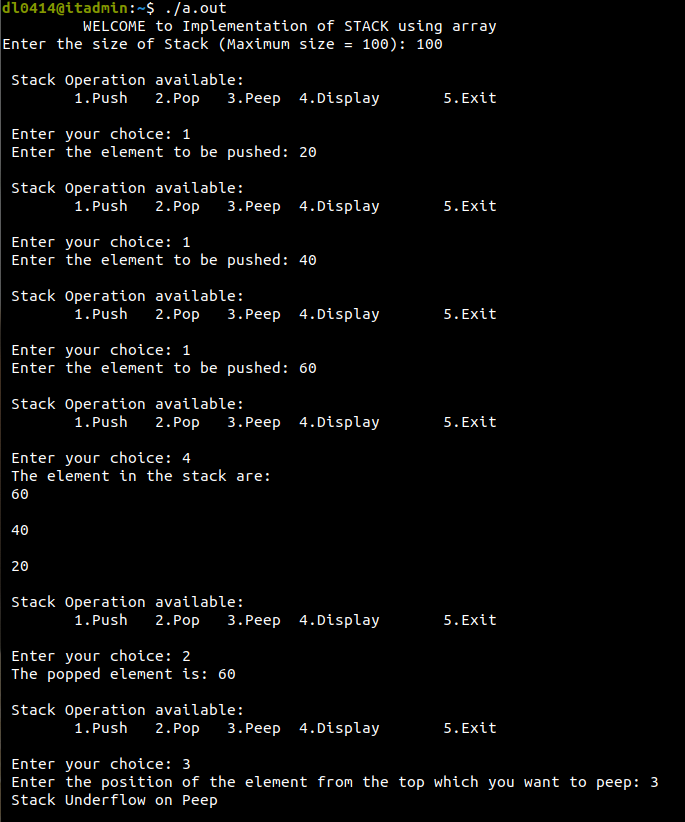 dl0414@itadmin:~$ ./a.out
WELCOME to Implementation of STACK using array
Enter the size of Stack (Maximum size = 100): 100
Stack Operation available:
1.Push 2.Pop 3.Peep 4.Display 5.Exit
Enter your choice: 1
Enter the element to be pushed: 20
Stack Operation available:
1.Push 2.Pop 3.Peep 4.Display 5.Exit
Enter your choice: 1
Enter the element to be pushed: 40
Stack Operation available:
1.Push 2.Pop 3.Peep 4.Display 5.Exit
Enter your choice: 1
Enter the element to be pushed: 60
Stack Operation available:
1.Push 2.Pop 3.Peep 4.Display 5.Exit
Enter your choice: 4
The element in the stack are:
60
40
20
Stack Operation available:
1.Push 2.Pop 3.Peep 4.Display 5.Exit
Enter your choice: 2
The popped element is: 60
Stack Operation available:
1.Push 2.Pop 3.Peep 4.Display 5.Exit
Enter your choice: 3
Enter the position of the element from the top which you want to peep: 3
Stack Underflow on Peep